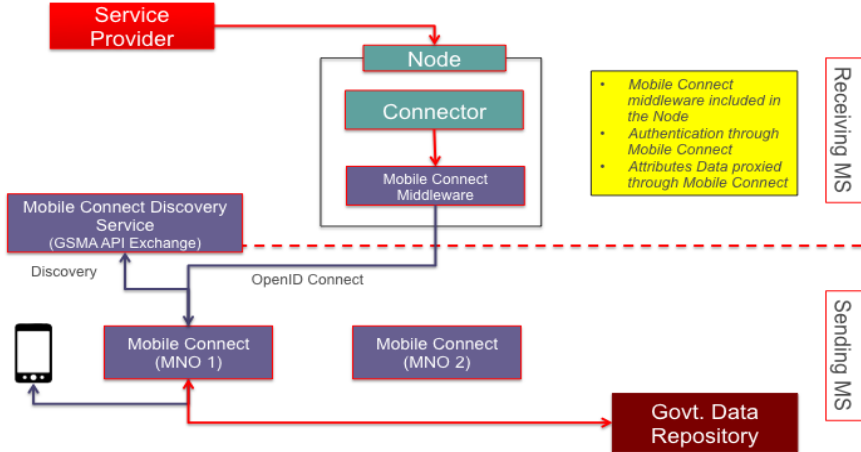 Service
Provider
Node
Connector
Mobile Connect
Middleware
• Mobile Connect
middleware included in
the Node
• Authentication through
Mobile Connect
• Attributes Data proxied
through Mobile Connect
Receiving MS
Mobile Connect Discovery
Service
(GSMA API Exchange)
Discovery
OpenID Connect
Mobile Connect
(MNO 1)
Mobile Connect
(MNO 2)
Sending MS
Govt. Data
Repository